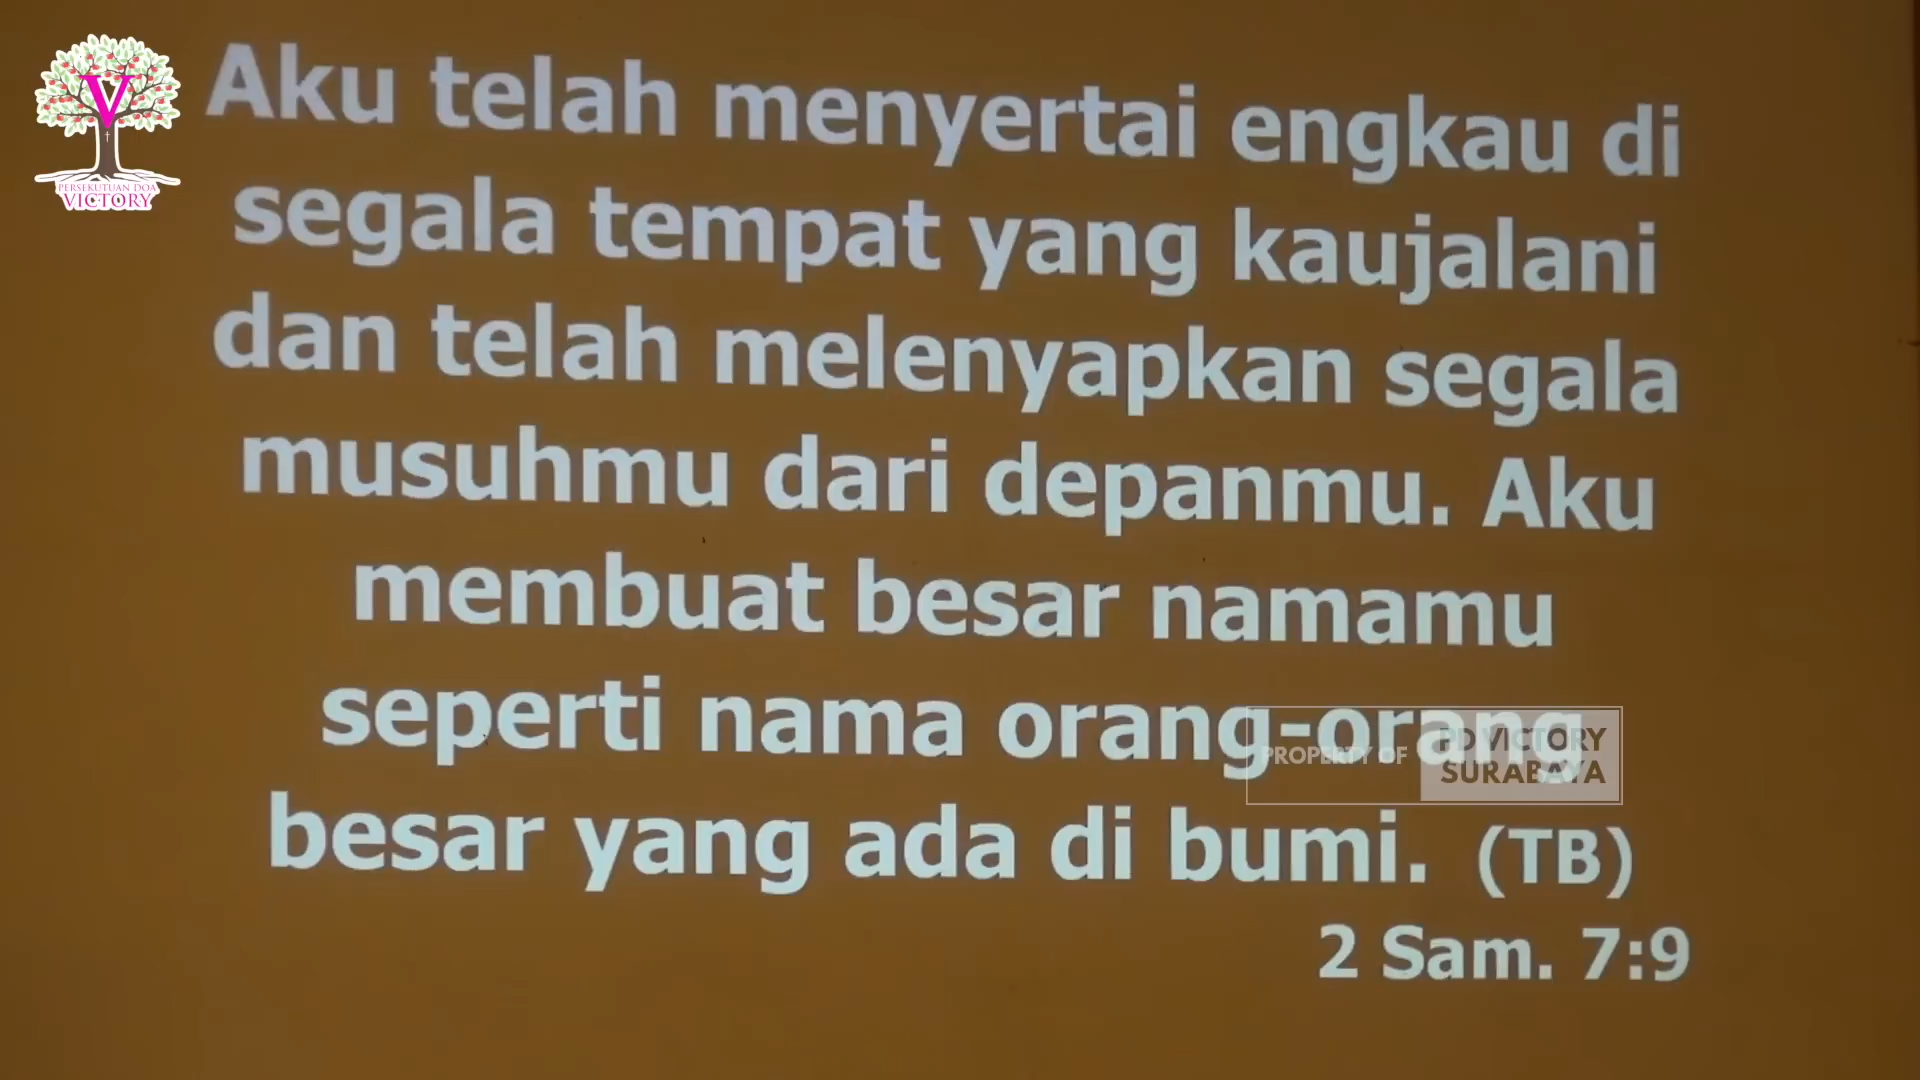 Aku telah menyertai engkau di
segala tempat yang kaujalani
dan telah melenyapkan segala
musuhmu dari depanmu. Aku
membuat besar namamu
seperti nama orang-orang
besar yang ada di bumi. (TB)
2 Sam. 7:9
V
PERSEKUTUAN DOA
VICTORY
PROPERTY OF
PD VICTORY
SURABAYA